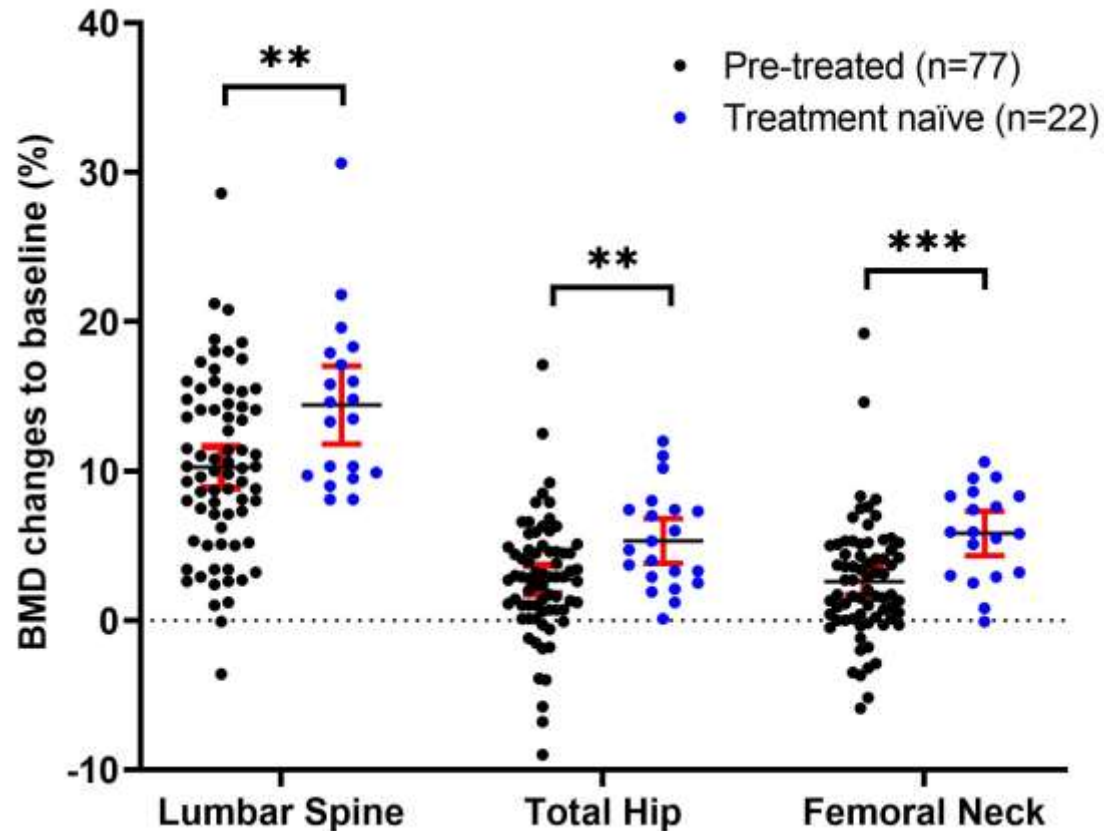 BMD changes to baseline (%)
40
30
20
10
0
-10
Pre-treated (n=77)
Treatment naïve (n=22)
**
**
***
Lumbar Spine
Total Hip
Femoral Neck